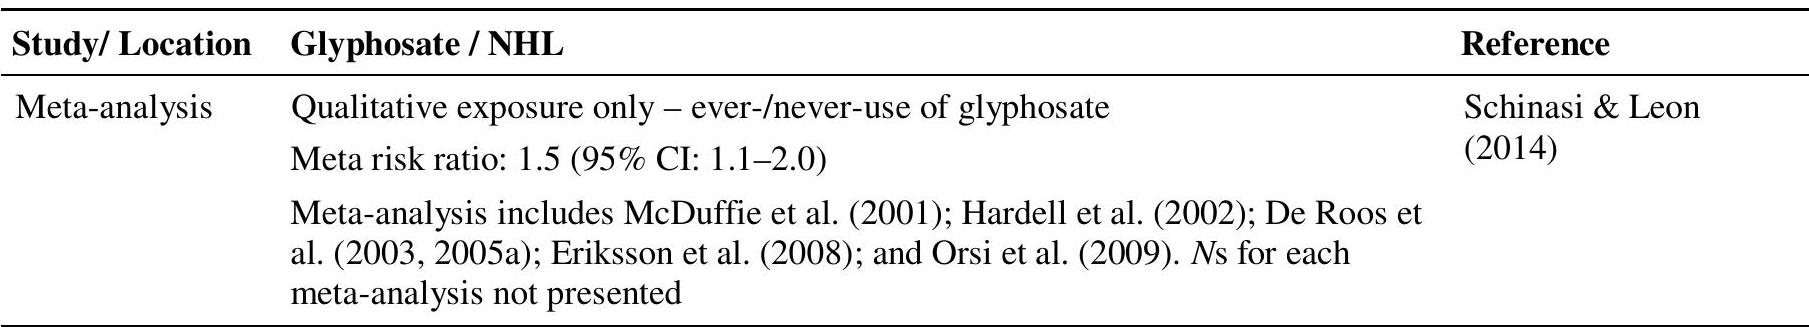 Study/ Location Glyphosate / NHL Reference
Meta-analysis Qualitative exposure only – ever-/never-use of glyphosate Schinasi & Leon
(2014)
Meta risk ratio: 1.5 (95% CI: 1.1–2.0)
Meta-analysis includes McDuffie et al. (2001); Hardell et al. (2002); De Roos et
al. (2003, 2005a); Eriksson et al. (2008); and Orsi et al. (2009). Ns for each
meta-analysis not presented